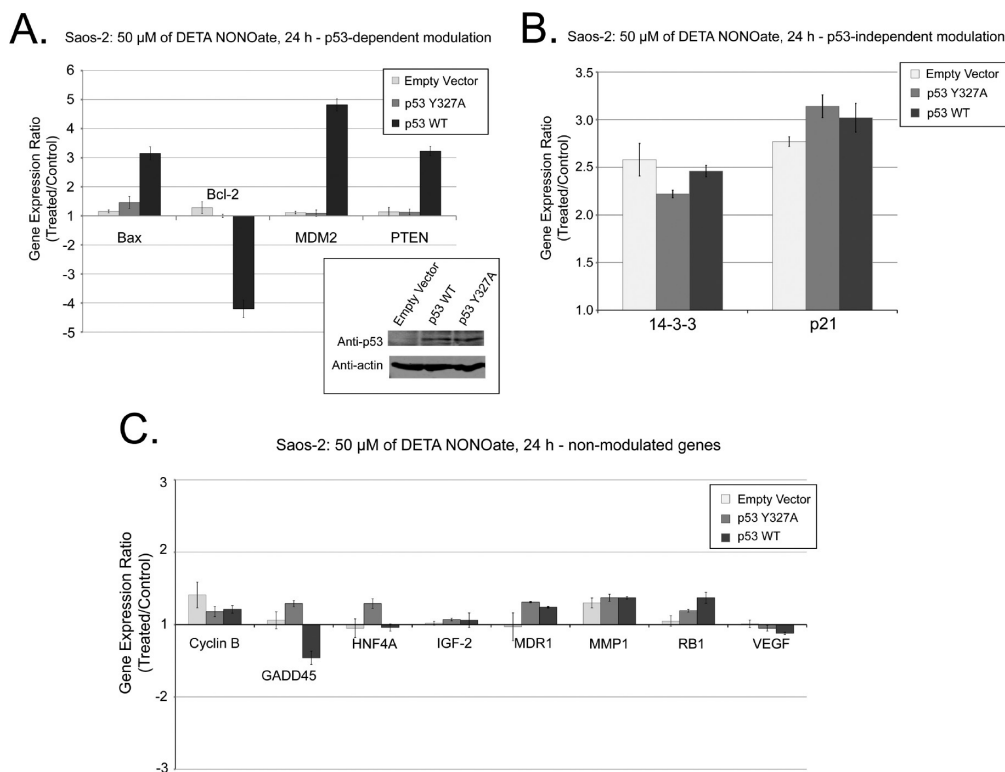 A.
Saos-2: 50 µM of DETA NONOate, 24 h - p53-dependent modulation
Gene Expression Ratio
(Treated/Control)
6
5
4
3
2
1
-2
-3
-4
-5
Empty Vector
p53 Y327A
p53 WT
Bcl-2
Bax
MDM2
PTEN
Empty Vector
p53 WT
p53 Y327A
Anti-p53
Anti-actin
B.
Saos-2: 50 µM of DETA NONOate, 24 h - p53-independent modulation
Gene Expression Ratio
(Treated/Control)
3.5
3.0
2.5
2.0
1.5
1.0
Empty Vector
p53 Y327A
p53 WT
14-3-3
p21
C.
Saos-2: 50 µM of DETA NONOate, 24 h - non-modulated genes
Gene Expression Ratio
(Treated/Control)
3
2
1
-2
-3
Empty Vector
p53 Y327A
p53 WT
Cyclin B
GADD45
HNF4A
IGF-2
MDR1
MMP1
RB1
VEGF